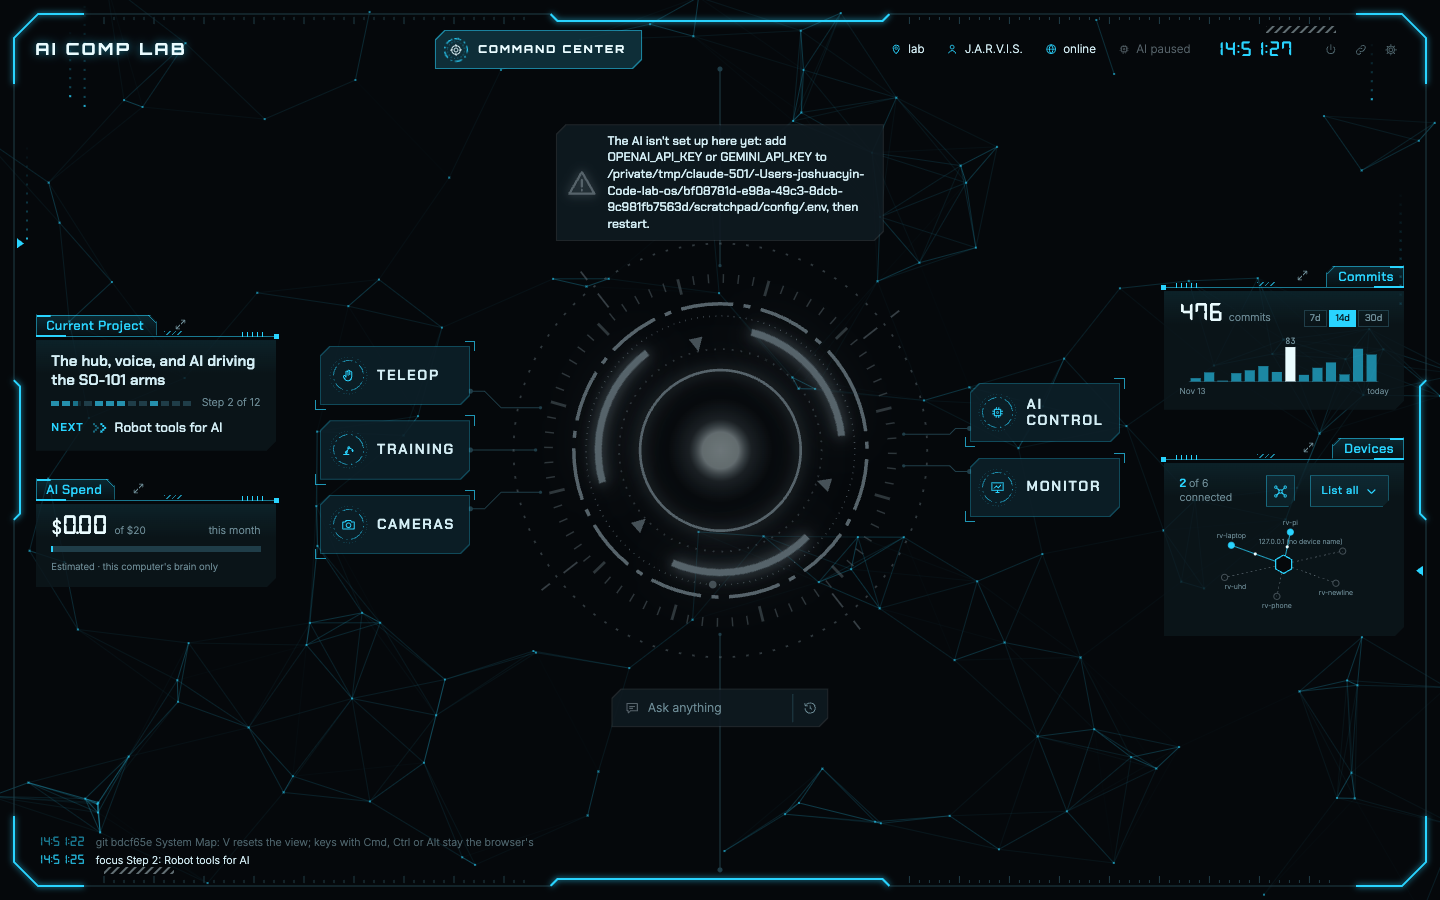 AI COMP LAB
COMMAND CENTER
lab
J.A.R.V.I.S.
online
AI paused
14:51:27
The AI isn't set up here yet: add
OPENAI_API_KEY or GEMINI_API_KEY to
/private/tmp/claude-501/-Users-joshuacyin-
Code-lab-os/bf08781d-e98a-49c3-8dcb-
9c981fb7563d/scratchpad/config/.env, then
restart.
Current Project
The hub, voice, and AI driving
the SO-101 arms
Step 2 of 12
NEXT Robot tools for AI
AI Spend
$0.00 of $20 this month
Estimated · this computer's brain only
TELEOP
TRAINING
CAMERAS
AI
CONTROL
MONITOR
Commits
476 commits
7d 14d 30d
83
Nov 13 today
Devices
2 of 6
connected
List all
rv-pi
rv-laptop
127.0.0.1 (no device name)
rv-uhd
rv-newline
rv-phone
Ask anything
14:51:22 git bdcf65e System Map: V resets the view; keys with Cmd, Ctrl or Alt stay the browser's
14:51:25 focus Step 2: Robot tools for AI